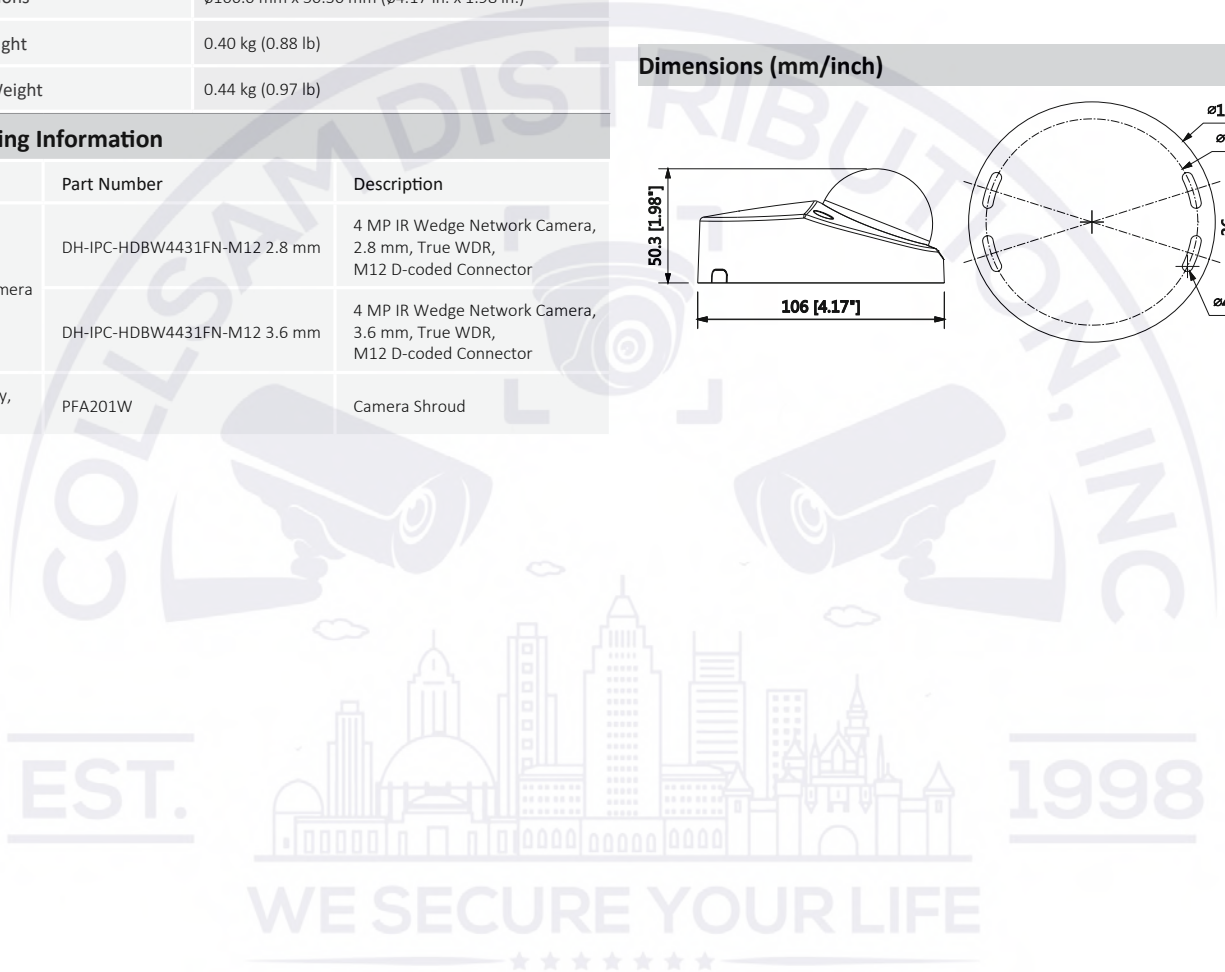 0.40 kg (0.88 lb)
0.44 kg (0.97 lb)
Information
Part Number Description
DH-IPC-HDBW4431FN-M12 2.8 mm
4 MP IR Wedge Network Camera,
2.8 mm, True WDR,
M12 D-coded Connector
DH-IPC-HDBW4431FN-M12 3.6 mm
4 MP IR Wedge Network Camera,
3.6 mm, True WDR,
M12 D-coded Connector
PFA201W Camera Shroud
Dimensions (mm/inch)
50.3 [1.98"]
106 [4.17"]
COLLSAM DISTRIBUTION, INC
EST. 1998
WE SECURE YOUR LIFE